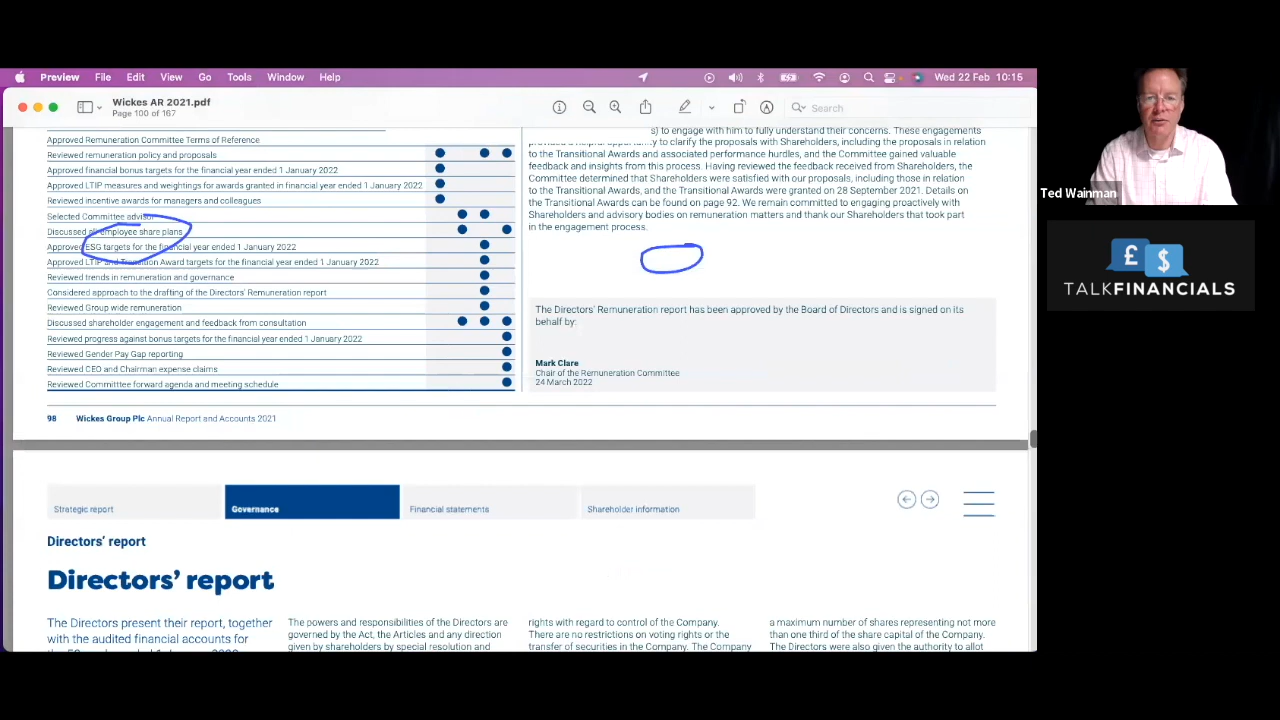 Preview File Edit View Go Tools Window Help
Wed 22 Feb 10:15
Wickes AR 2021.pdf
Page 100 of 167
Search
Approved Remuneration Committee Terms of Reference
Reviewed remuneration policy and proposals
Approved financial bonus targets for the financial year ended 1 January 2022
Approved LTIP measures and weightings for awards granted in financial year ended 1 January 2022
Reviewed incentive awards for managers and colleagues
Selected Committee advisor
Discussed all employee share plans
Approved ESG targets for the financial year ended 1 January 2022
Approved LTIP and Transition Award targets for the financial year ended 1 January 2022
Reviewed trends in remuneration and governance
Considered approach to the drafting of the Directors' Remuneration report
Reviewed Group wide remuneration
Discussed shareholder engagement and feedback from consultation
Reviewed progress against bonus targets for the financial year ended 1 January 2022
Reviewed Gender Pay Gap reporting
Reviewed CEO and Chairman expense claims
Reviewed Committtee forward agenda and meeting schedule
s) to engage with him to fully understand their concerns. These engagements
provided a helpful opportunity to clarify the proposals with Shareholders, including the proposals in relation
to the Transitional Awards and associated performance hurdles, and the Committee gained valuable
feedback and insights from this process. Having reviewed the feedback received from Shareholders, the
Committee determined that Shareholders were satisfied with our proposals, including those in relation
to the Transitional Awards, and the Transitional Awards were granted on 28 September 2021. Details on
the Transitional Awards can be found on page 92. We remain committed to engaging proactively with
Shareholders and advisory bodies on remuneration matters and thank our Shareholders that took part
in the engagement process.
The Directors' Remuneration report has been approved by the Board of Directors and is signed on its
behalf by:
Mark Clare
Chair of the Remuneration Committee
24 March 2022
98 Wickes Group Plc Annual Report and Accounts 2021
Strategic report
Governance
Financial statements
Shareholder information
Directors' report
Directors' report
The Directors present their report, together
with the audited financial accounts for
The powers and responsibilities of the Directors are
governed by the Act, the Articles and any direction
given by shareholders by special resolution and
rights with regard to control of the Company.
There are no restrictions on voting rights or the
transfer of securities in the Company. The Company
a maximum number of shares representing not more
than one third of the share capital of the Company.
The Directors were also given the authority to allot
Ted Wainman
£ $
TALKFINANCIALS